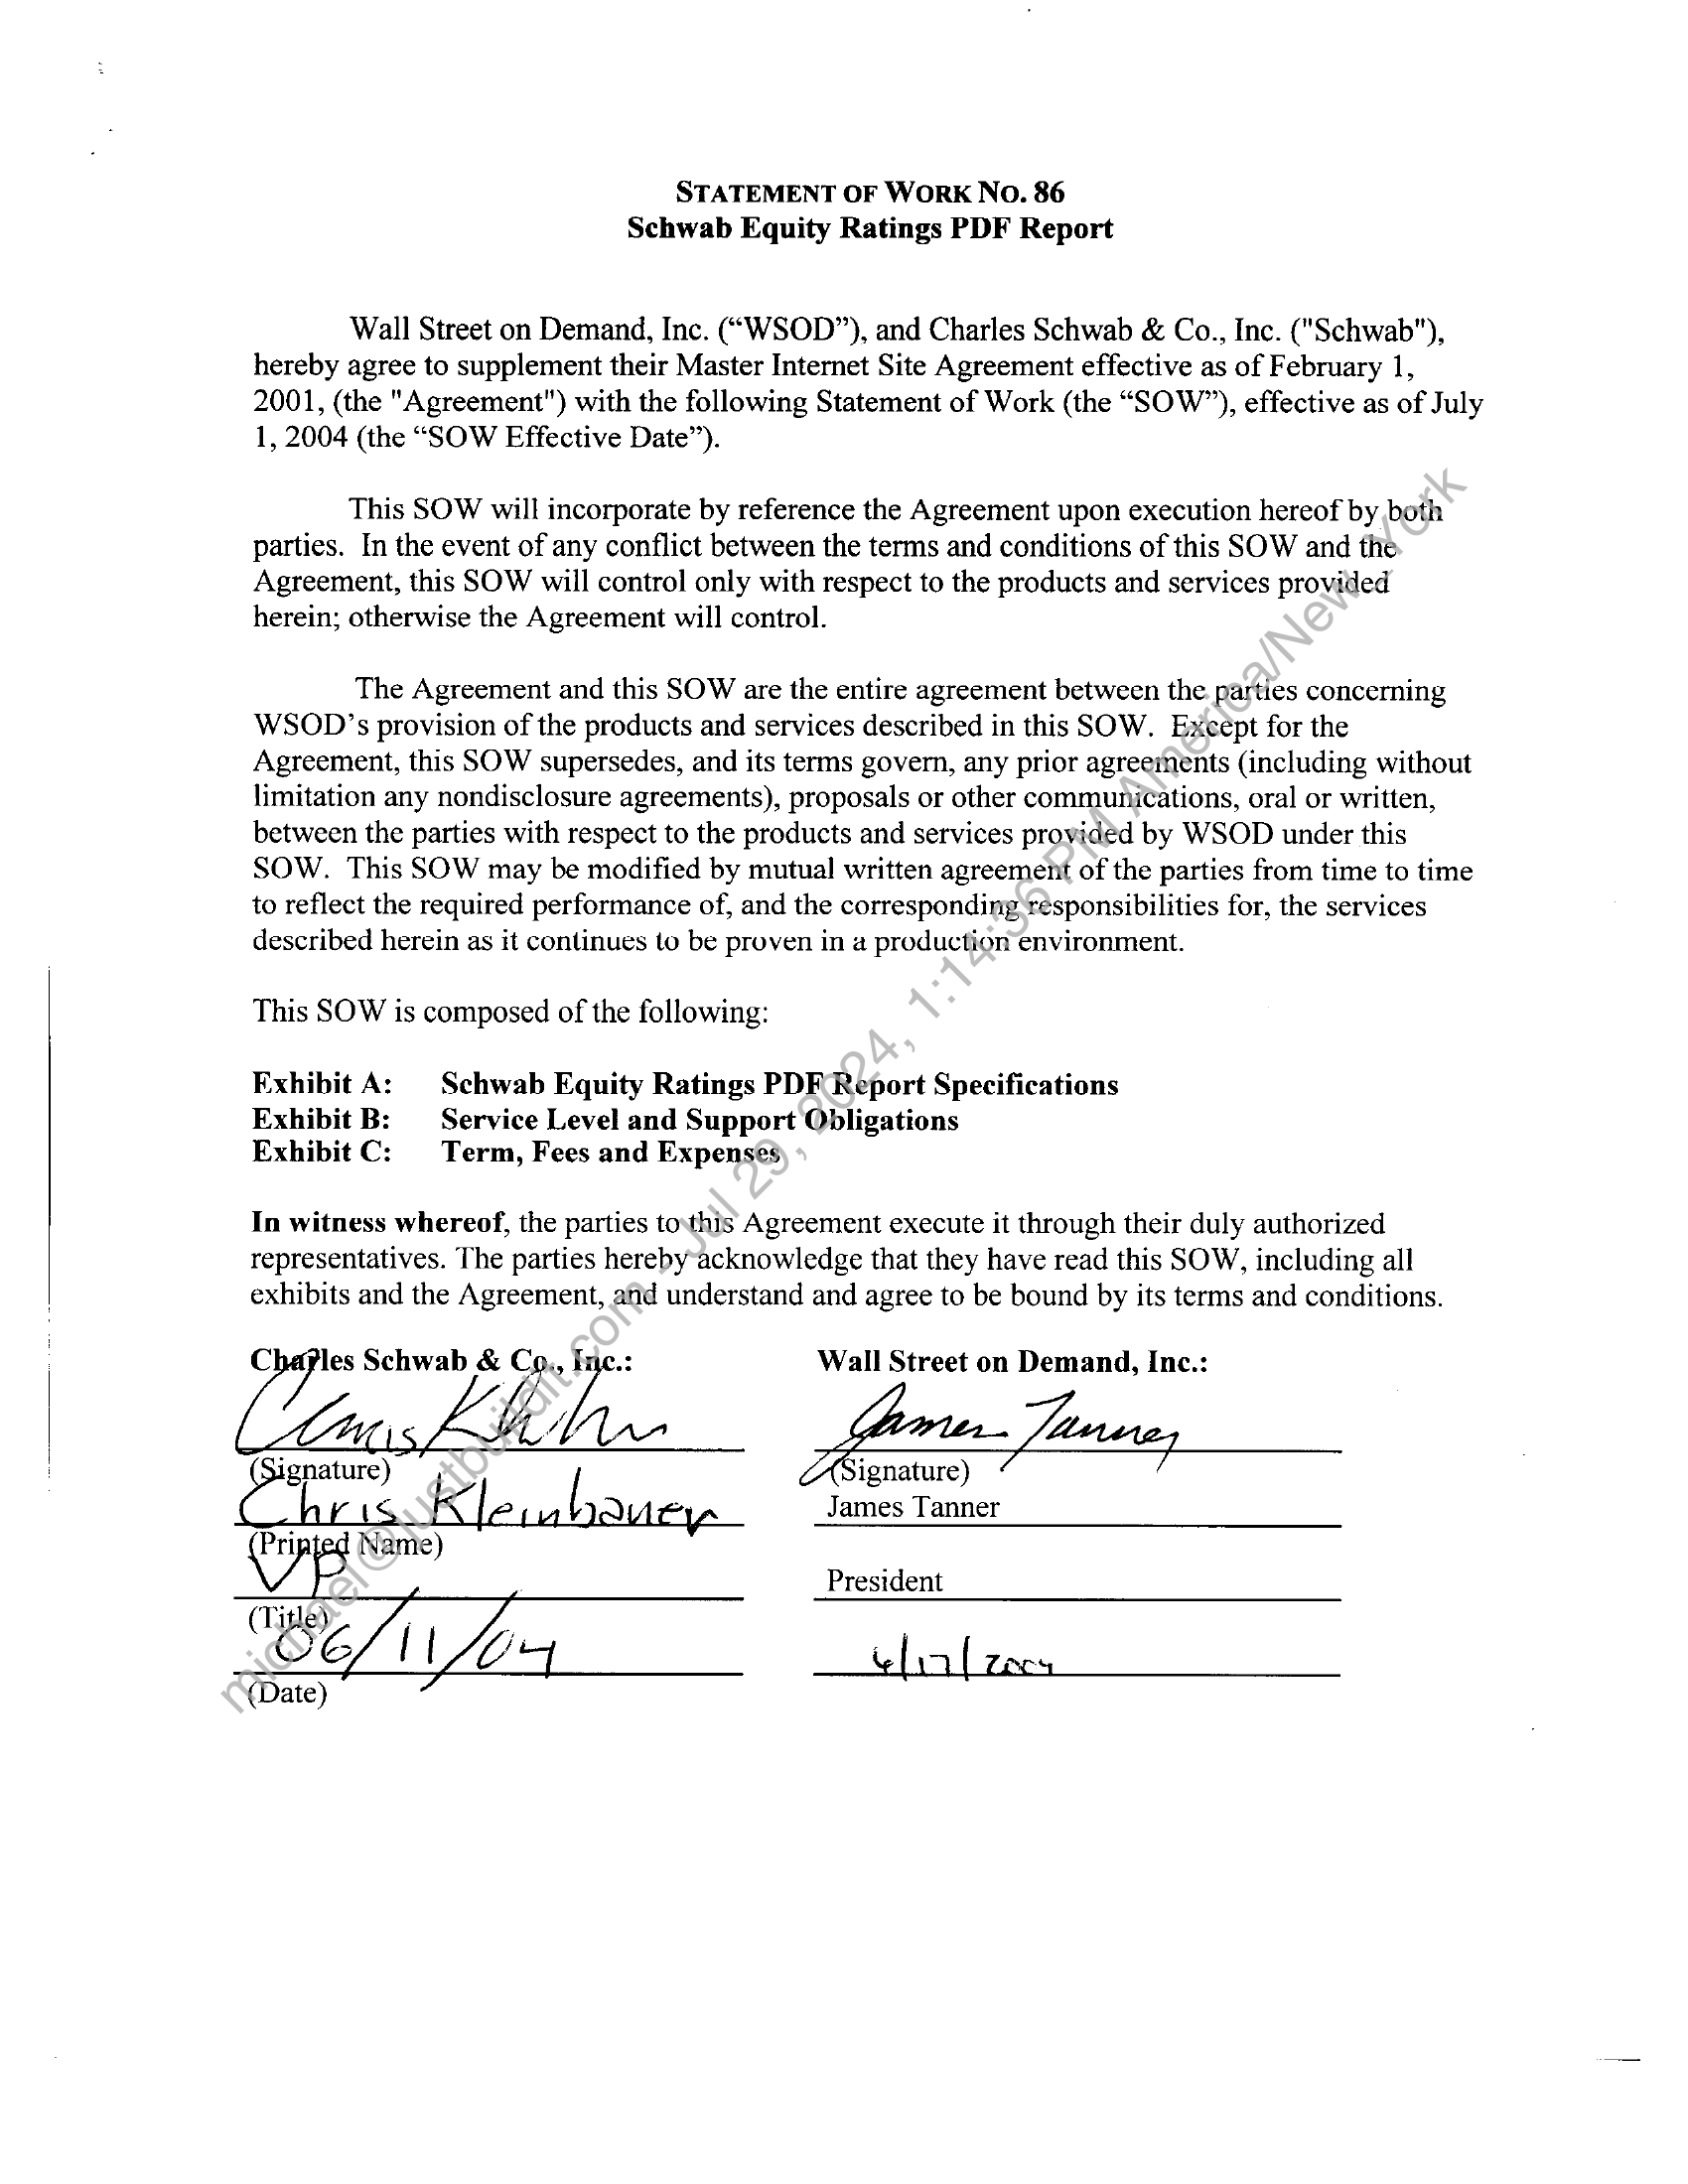 STATEMENT OF WORK NO. 86
Schwab Equity Ratings PDF Report
Wall Street on Demand, Inc. (“WSOD”), and Charles Schwab & Co., Inc. ("Schwab"),
hereby agree to supplement their Master Internet Site Agreement effective as of February 1,
2001, (the "Agreement") with the following Statement of Work (the “SOW”), effective as of July
1, 2004 (the “SOW Effective Date”).
This SOW will incorporate by reference the Agreement upon execution hereof by both
parties. In the event of any conflict between the terms and conditions of this SOW and the
Agreement, this SOW will control only with respect to the products and services provided
herein; otherwise the Agreement will control.
The Agreement and this SOW are the entire agreement between the parties concerning
WSOD’s provision of the products and services described in this SOW. Except for the
Agreement, this SOW supersedes, and its terms govern, any prior agreements (including without
limitation any nondisclosure agreements), proposals or other communications, oral or written,
between the parties with respect to the products and services provided by WSOD under this
SOW. This SOW may be modified by mutual written agreement of the parties from time to time
to reflect the required performance of, and the corresponding responsibilities for, the services
described herein as it continues to be proven in a production environment.
This SOW is composed of the following:
Exhibit A: Schwab Equity Ratings PDF Report Specifications
Exhibit B: Service Level and Support Obligations
Exhibit C: Term, Fees and Expenses
In witness whereof, the parties to this Agreement execute it through their duly authorized
representatives. The parties hereby acknowledge that they have read this SOW, including all
exhibits and the Agreement, and understand and agree to be bound by its terms and conditions.
Charles Schwab & Co., Inc.: Wall Street on Demand, Inc.:
Chris James Tanner
(Signature) (Signature)
Chris Kleinhauer James Tanner
(Printed Name)
VP President
(Title)
06/11/04 6/17/2004
(Date)
michael@justbuildit.com - Jul 29, 2024, 1:14:36 PM America/New_York